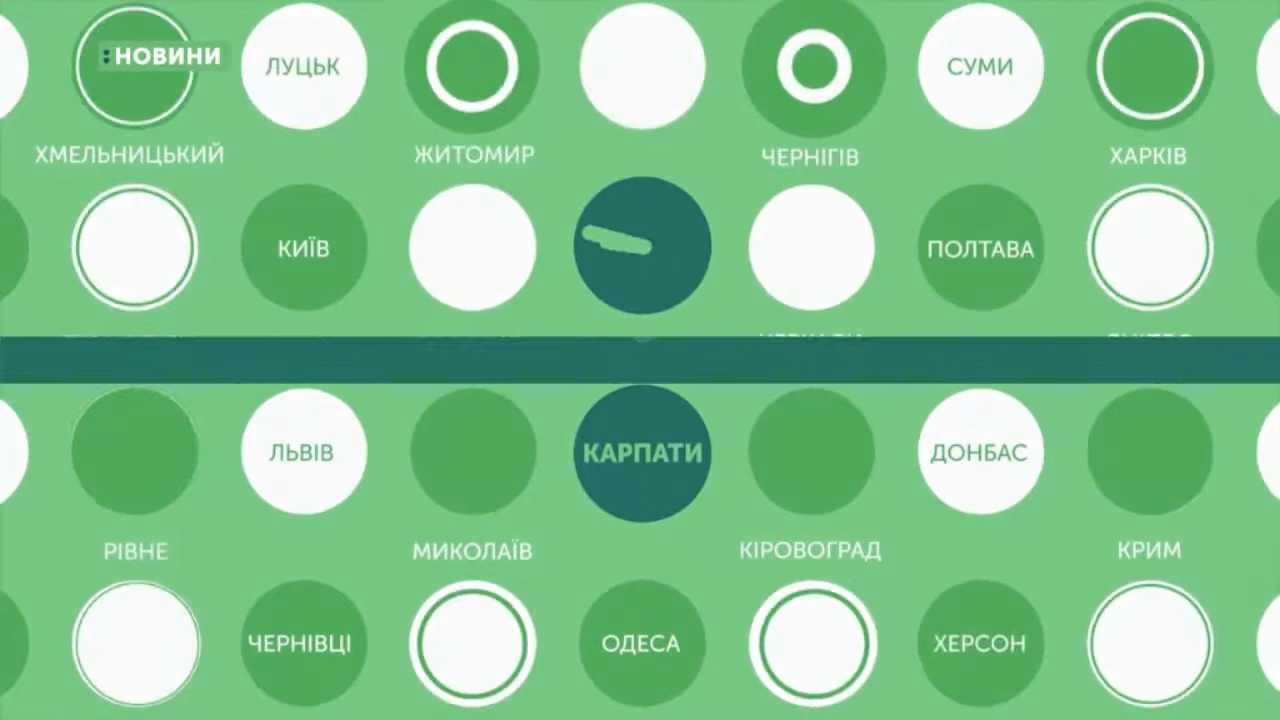 :НОВИНИ
ЛУЦЬК
СУМИ
ХМЕЛЬНИЦЬКИЙ
ЖИТОМИР
ЧЕРНІГІВ
ХАРКІВ
КИЇВ
ПОЛТАВА
ЛЬВІВ
КАРПАТИ
ДОНБАС
РІВНЕ
МИКОЛАЇВ
КІРОВОГРАД
КРИМ
ЧЕРНІВЦІ
ОДЕСА
ХЕРСОН